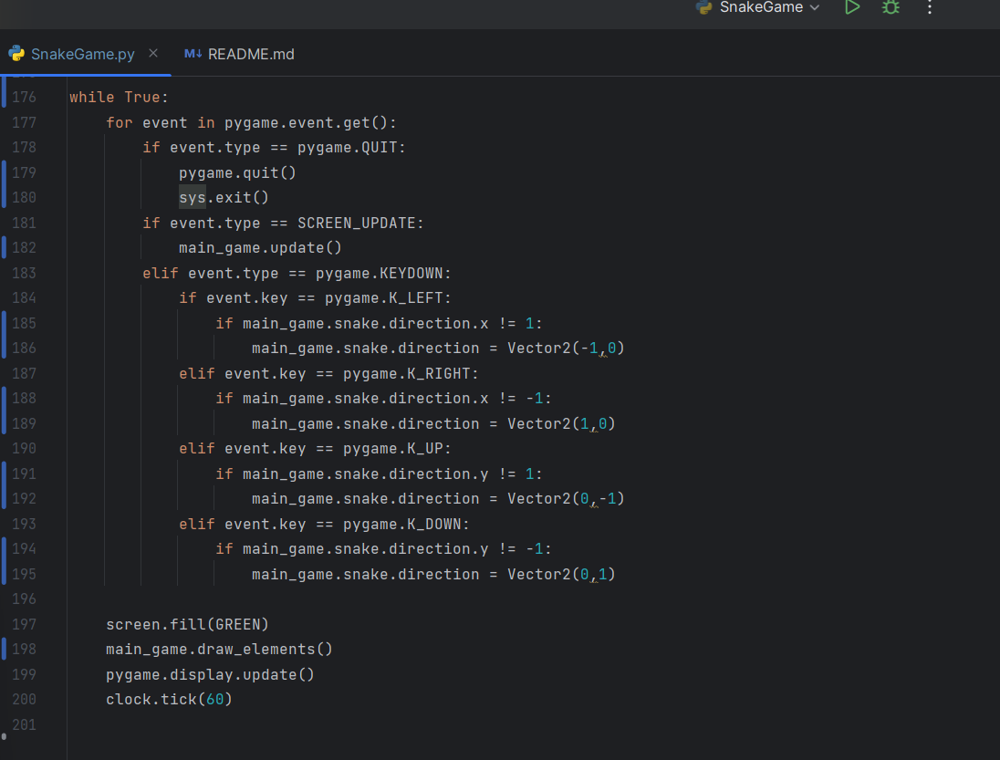 SnakeGame
SnakeGame.py
M↓ README.md
176 while True:
177     for event in pygame.event.get():
178         if event.type == pygame.QUIT:
179             pygame.quit()
180             sys.exit()
181         if event.type == SCREEN_UPDATE:
182             main_game.update()
183         elif event.type == pygame.KEYDOWN:
184             if event.key == pygame.K_LEFT:
185                 if main_game.snake.direction.x != 1:
186                     main_game.snake.direction = Vector2(-1,0)
187             elif event.key == pygame.K_RIGHT:
188                 if main_game.snake.direction.x != -1:
189                     main_game.snake.direction = Vector2(1,0)
190             elif event.key == pygame.K_UP:
191                 if main_game.snake.direction.y != 1:
192                     main_game.snake.direction = Vector2(0,-1)
193             elif event.key == pygame.K_DOWN:
194                 if main_game.snake.direction.y != -1:
195                     main_game.snake.direction = Vector2(0,1)
196
197     screen.fill(GREEN)
198     main_game.draw_elements()
199     pygame.display.update()
200     clock.tick(60)
201